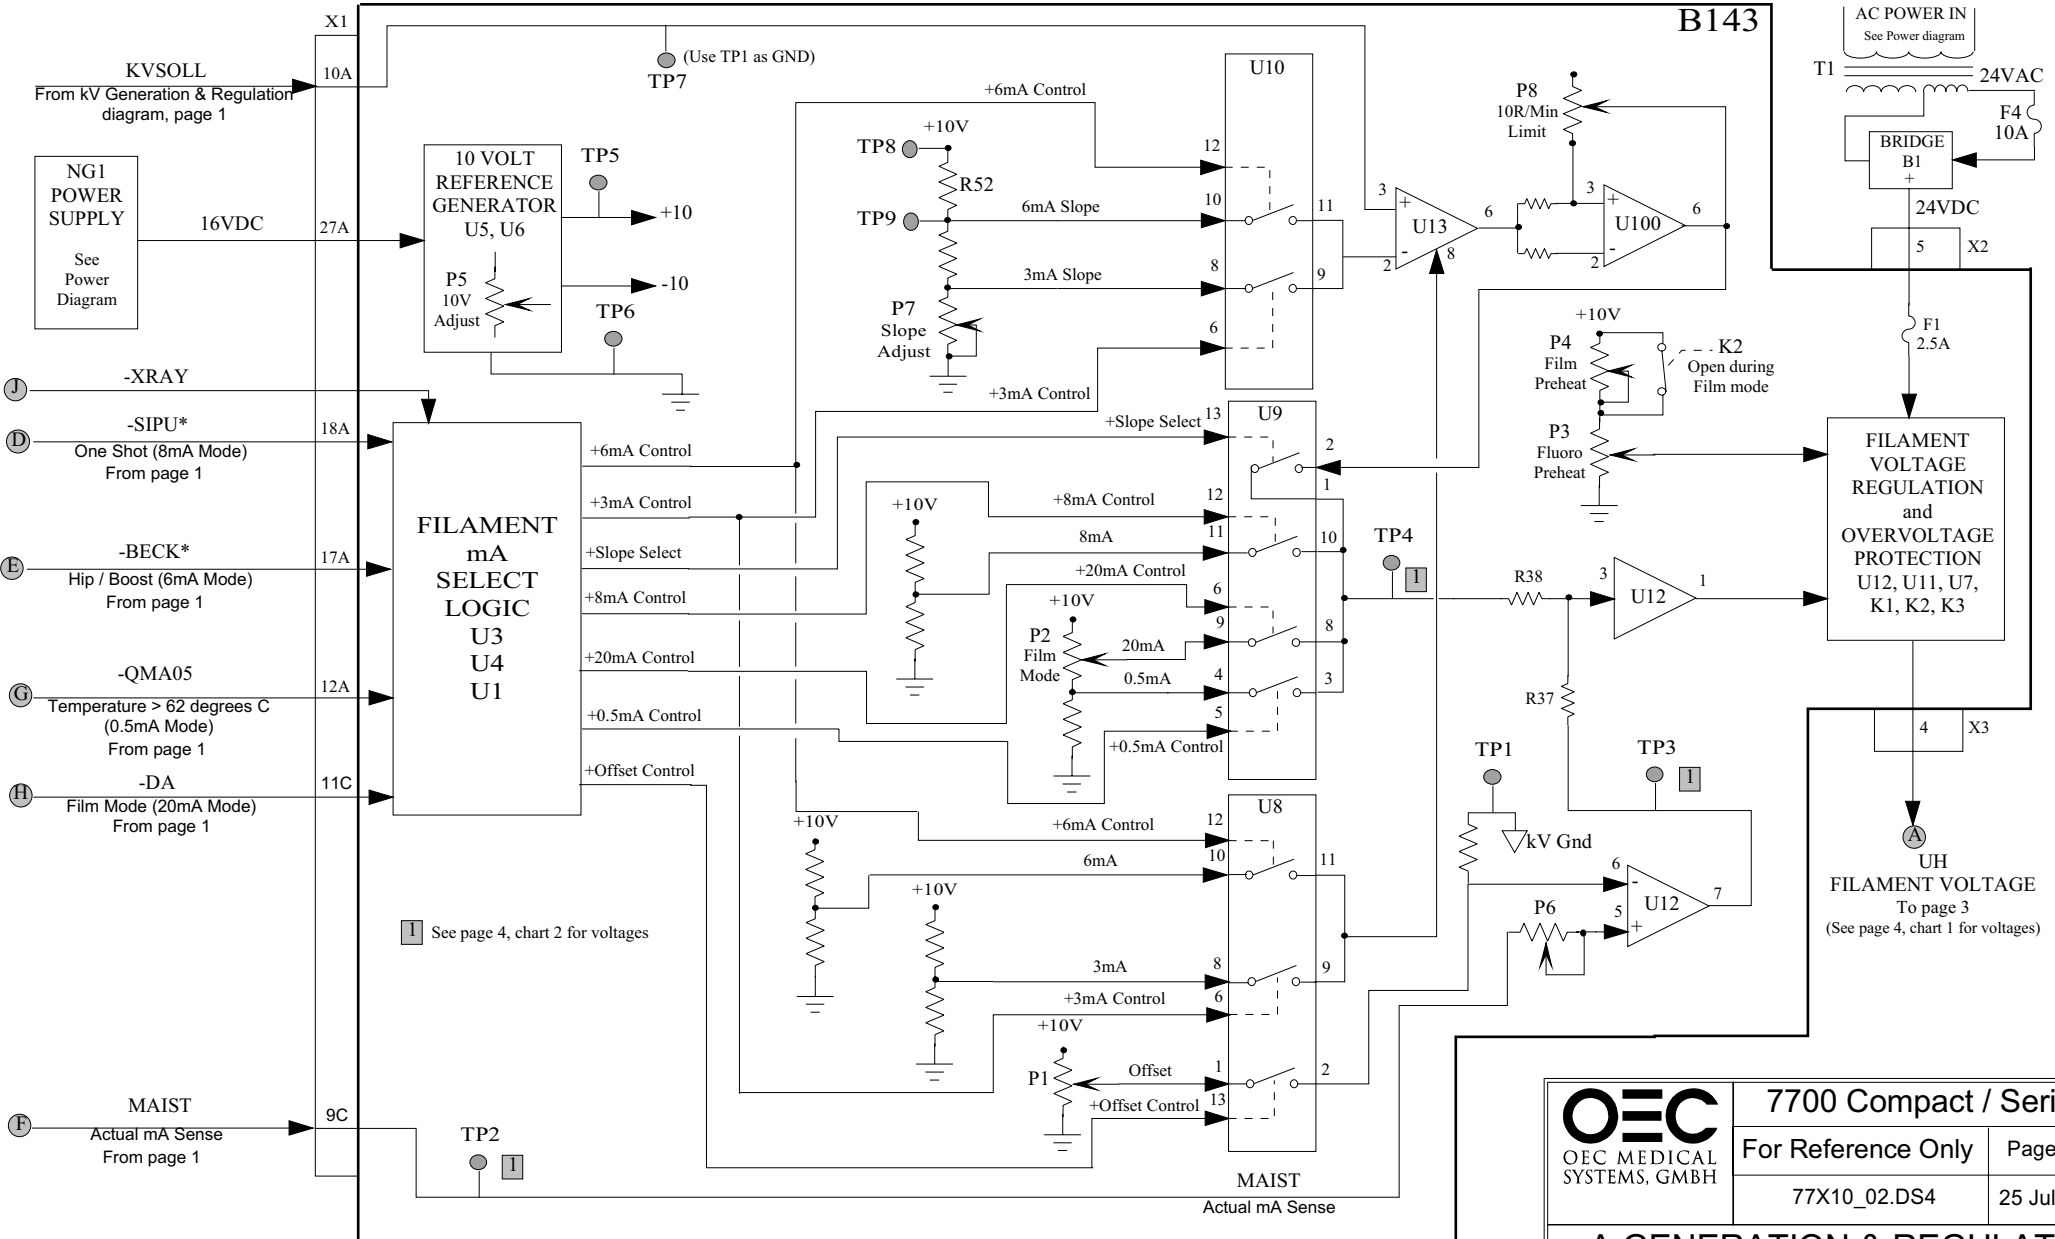 X1
B143
AC POWER IN
See Power diagram
T1
24VAC
F4
10A
BRIDGE
B1
+
24VDC
5
X2
KVSOLL
10A
From kV Generation & Regulation
diagram, page 1
(Use TP1 as GND)
TP7
NG1
POWER
SUPPLY
See
Power
Diagram
16VDC
27A
10 VOLT
REFERENCE
GENERATOR
U5, U6
P5
10V
Adjust
TP5
+10
-10
TP6
+6mA Control
+10V
TP8
R52
TP9
6mA Slope
3mA Slope
P7
Slope
Adjust
+3mA Control
U10
12
10
11
8
9
6
3
+
U13
-
2
8
6
P8
10R/Min
Limit
3
+
U100
-
2
6
+10V
P4
Film
Preheat
K2
Open during
Film mode
P3
Fluoro
Preheat
F1
2.5A
FILAMENT
VOLTAGE
REGULATION
and
OVERVOLTAGE
PROTECTION
U12, U11, U7,
K1, K2, K3
J
-XRAY
D
-SIPU*
18A
One Shot (8mA Mode)
From page 1
E
-BECK*
17A
Hip / Boost (6mA Mode)
From page 1
G
-QMA05
12A
Temperature > 62 degrees C
(0.5mA Mode)
From page 1
H
-DA
11C
Film Mode (20mA Mode)
From page 1
FILAMENT
mA
SELECT
LOGIC
U3
U4
U1
+6mA Control
+3mA Control
+Slope Select
+8mA Control
+20mA Control
+0.5mA Control
+Offset Control
+Slope Select
U9
13
2
1
+10V
+8mA Control
12
8mA
11
10
+20mA Control
6
+10V
P2
Film
Mode
20mA
9
8
0.5mA
4
3
5
+0.5mA Control
TP4
1
R38
3
U12
1
R37
TP1
kV Gnd
TP3
1
6
-
U12
7
5
+
P6
4
X3
A
UH
FILAMENT VOLTAGE
To page 3
(See page 4, chart 1 for voltages)
U8
+10V
+6mA Control
12
6mA
10
11
+10V
3mA
8
9
+3mA Control
6
+10V
P1
Offset
1
2
+Offset Control
13
1 See page 4, chart 2 for voltages
F
MAIST
9C
Actual mA Sense
From page 1
TP2
1
MAIST
Actual mA Sense
OEC
OEC MEDICAL
SYSTEMS, GMBH
7700 Compact / Seri
For Reference Only
Page
77X10_02.DS4
25 Jul
A GENERATION & REGULAT